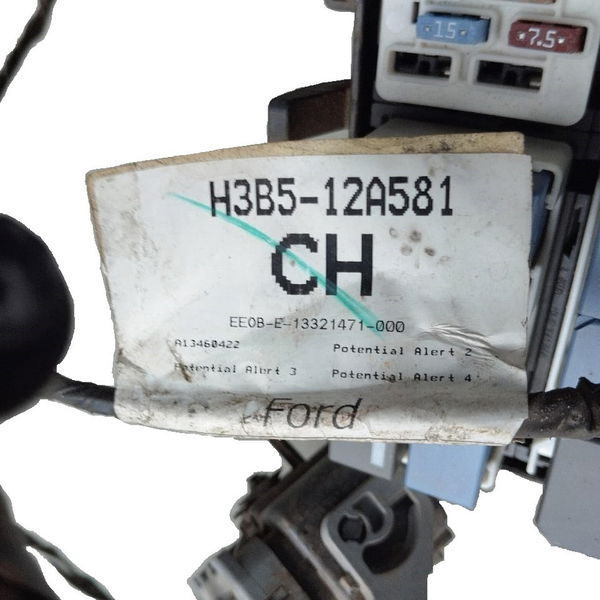 15
7.5
H3B5-12A581
CH
EE0B-E-13321471-000
A13460422 Potential Alert 2
Potential Alert 3 Potential Alert 4
Ford